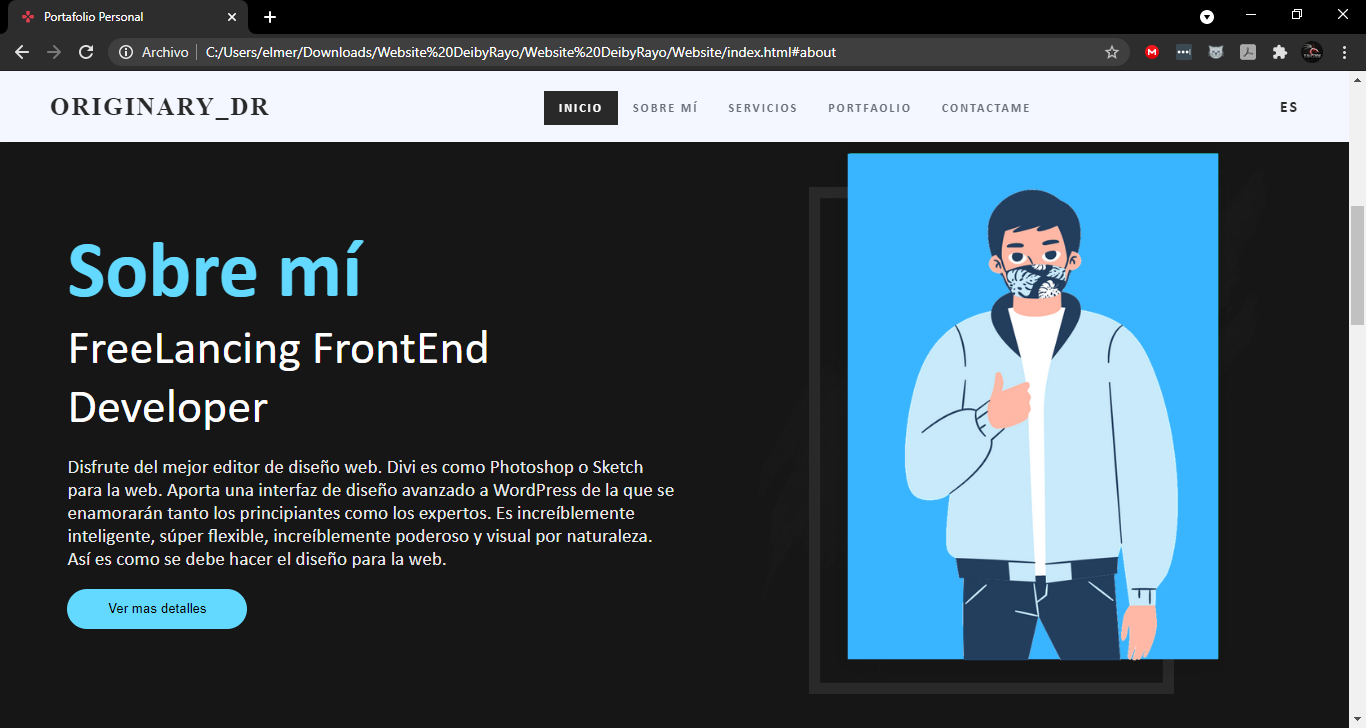 Portafolio Personal
Archivo C:/Users/elmer/Downloads/Website%20DeibyRayo/Website%20DeibyRayo/Website/index.html#about
ORIGINARY_DR INICIO SOBRE MÍ SERVICIOS PORTFAOLIO CONTACTAME ES
Sobre mí
FreeLancing FrontEnd
Developer
Disfrute del mejor editor de diseño web. Divi es como Photoshop o Sketch
para la web. Aporta una interfaz de diseño avanzado a WordPress de la que se
enamorarán tanto los principiantes como los expertos. Es increíblemente
inteligente, súper flexible, increíblemente poderoso y visual por naturaleza.
Así es como se debe hacer el diseño para la web.
Ver mas detalles